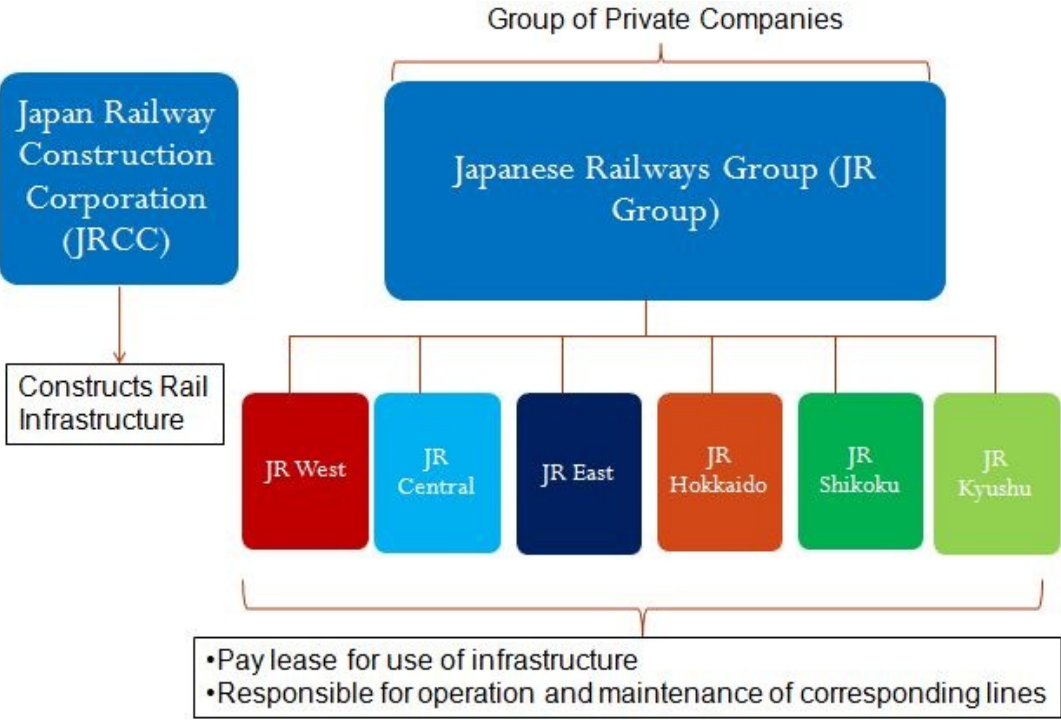 Group of Private Companies
Japan Railway
Construction
Corporation
(JRCC)
Japanese Railways Group (JR
Group)
Constructs Rail
Infrastructure
JR West
JR
Central
JR East
JR
Hokkaido
JR
Shikoku
JR
Kyushu
•Pay lease for use of infrastructure
•Responsible for operation and maintenance of corresponding lines